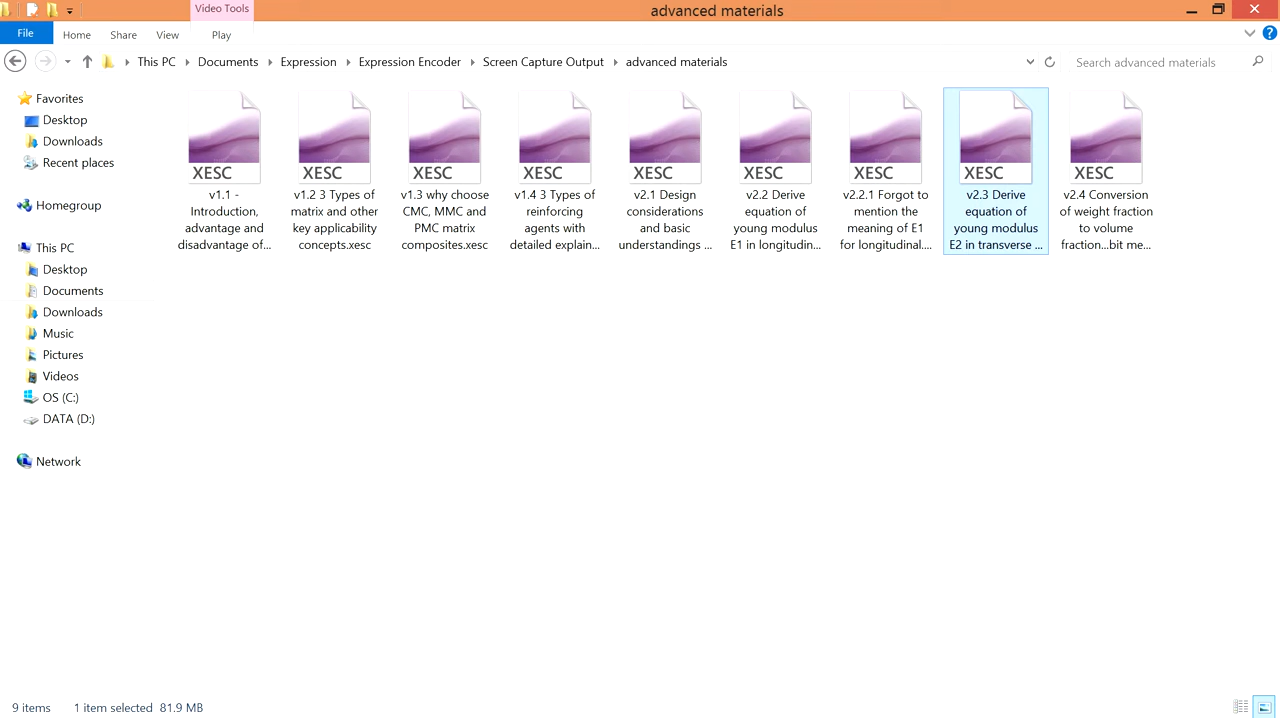 Video Tools
advanced materials
File
Home
Share
View
Play
This PC
Documents
Expression
Expression Encoder
Screen Capture Output
advanced materials
Search advanced materials
Favorites
Desktop
Downloads
Recent places
Homegroup
This PC
Desktop
Documents
Downloads
Music
Pictures
Videos
OS (C:)
DATA (D:)
Network
XESC
v1.1 -
Introduction,
advantage and
disadvantage of...
XESC
v1.2 3 Types of
matrix and other
key applicability
concepts.xesc
XESC
v1.3 why choose
CMC, MMC and
PMC matrix
composites.xesc
XESC
v1.4 3 Types of
reinforcing
agents with
detailed explain...
XESC
v2.1 Design
considerations
and basic
understandings ...
XESC
v2.2 Derive
equation of
young modulus
E1 in longitudin...
XESC
v2.2.1 Forgot to
mention the
meaning of E1
for longitudinal....
XESC
v2.3 Derive
equation of
young modulus
E2 in transverse ...
XESC
v2.4 Conversion
of weight fraction
to volume
fraction...bit me...
9 items
1 item selected 81.9 MB